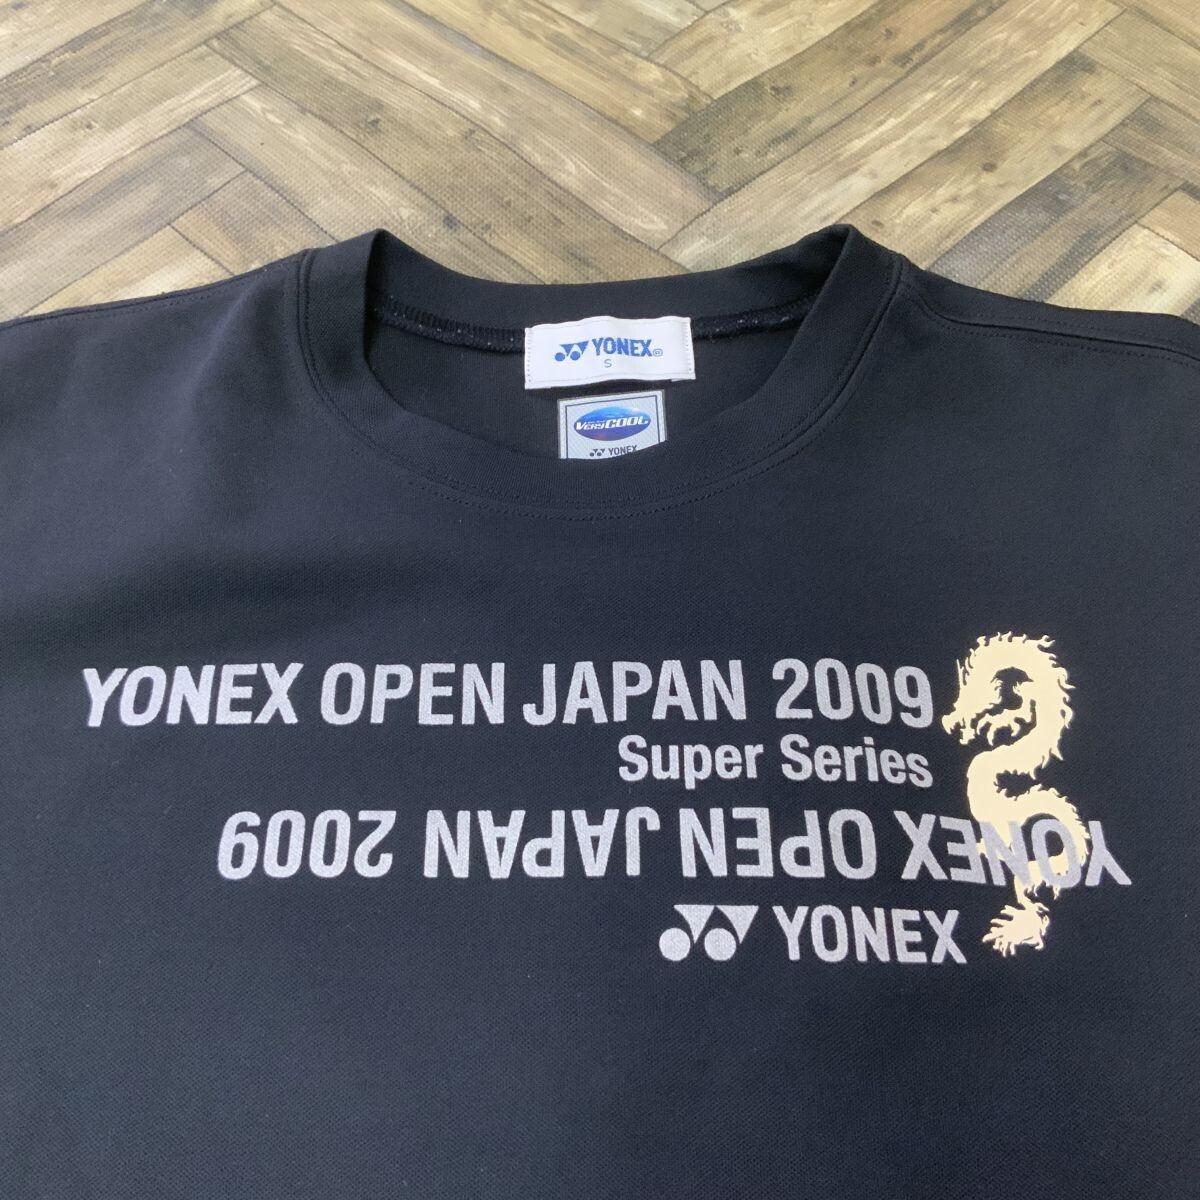 YONEX®
S
VERYCOOL
YONEX
YONEX OPEN JAPAN 2009
Super Series
YONEX OPEN JAPAN 2009
YONEX